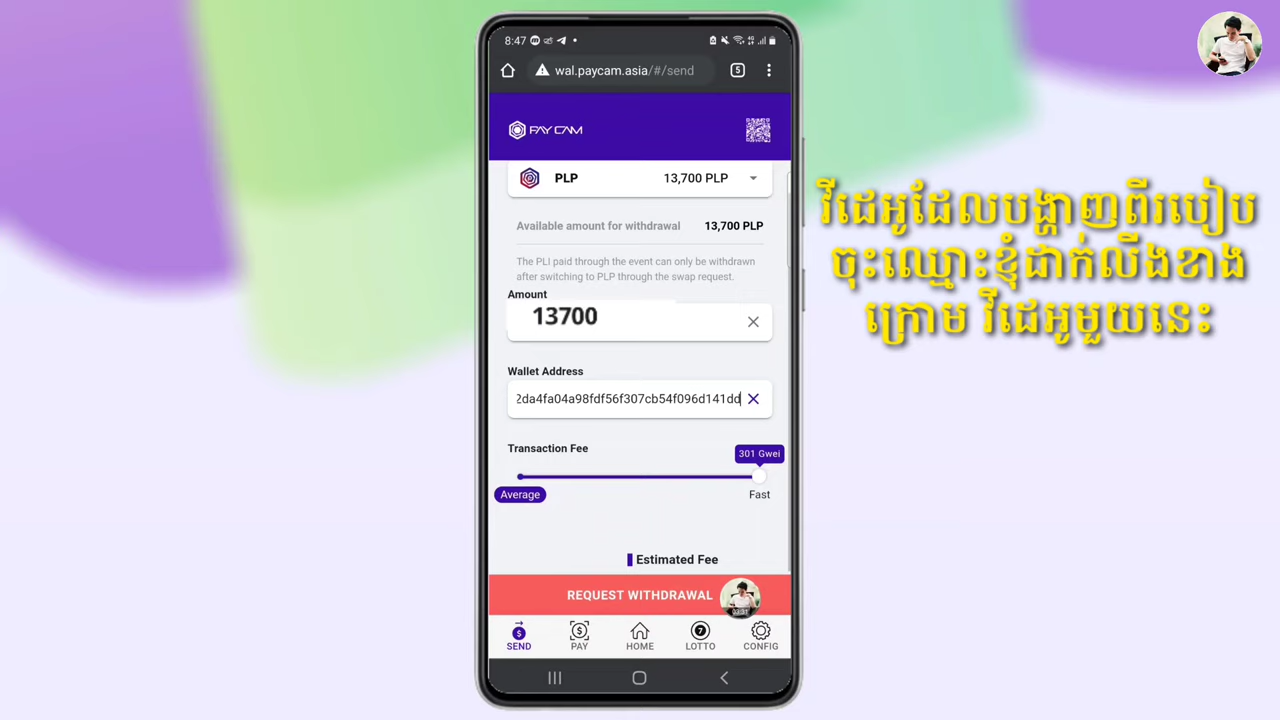 8:47
wal.paycam.asia/#/send
5
PAY CAM
PLP 13,700 PLP
Available amount for withdrawal 13,700 PLP
The PLI paid through the event can only be withdrawn
after switching to PLP through the swap request.
Amount
13700
Wallet Address
2da4fa04a98fdf56f307cb54f096d141dd
Transaction Fee
301 Gwei
Average Fast
Estimated Fee
REQUEST WITHDRAWAL
SEND PAY HOME LOTTO CONFIG
វីដេអូដែលបង្ហាញពីរបៀប
ចុះឈ្មោះខ្ញុំដាក់លីងខាង
ក្រោម វីដេអូមួយនេះ